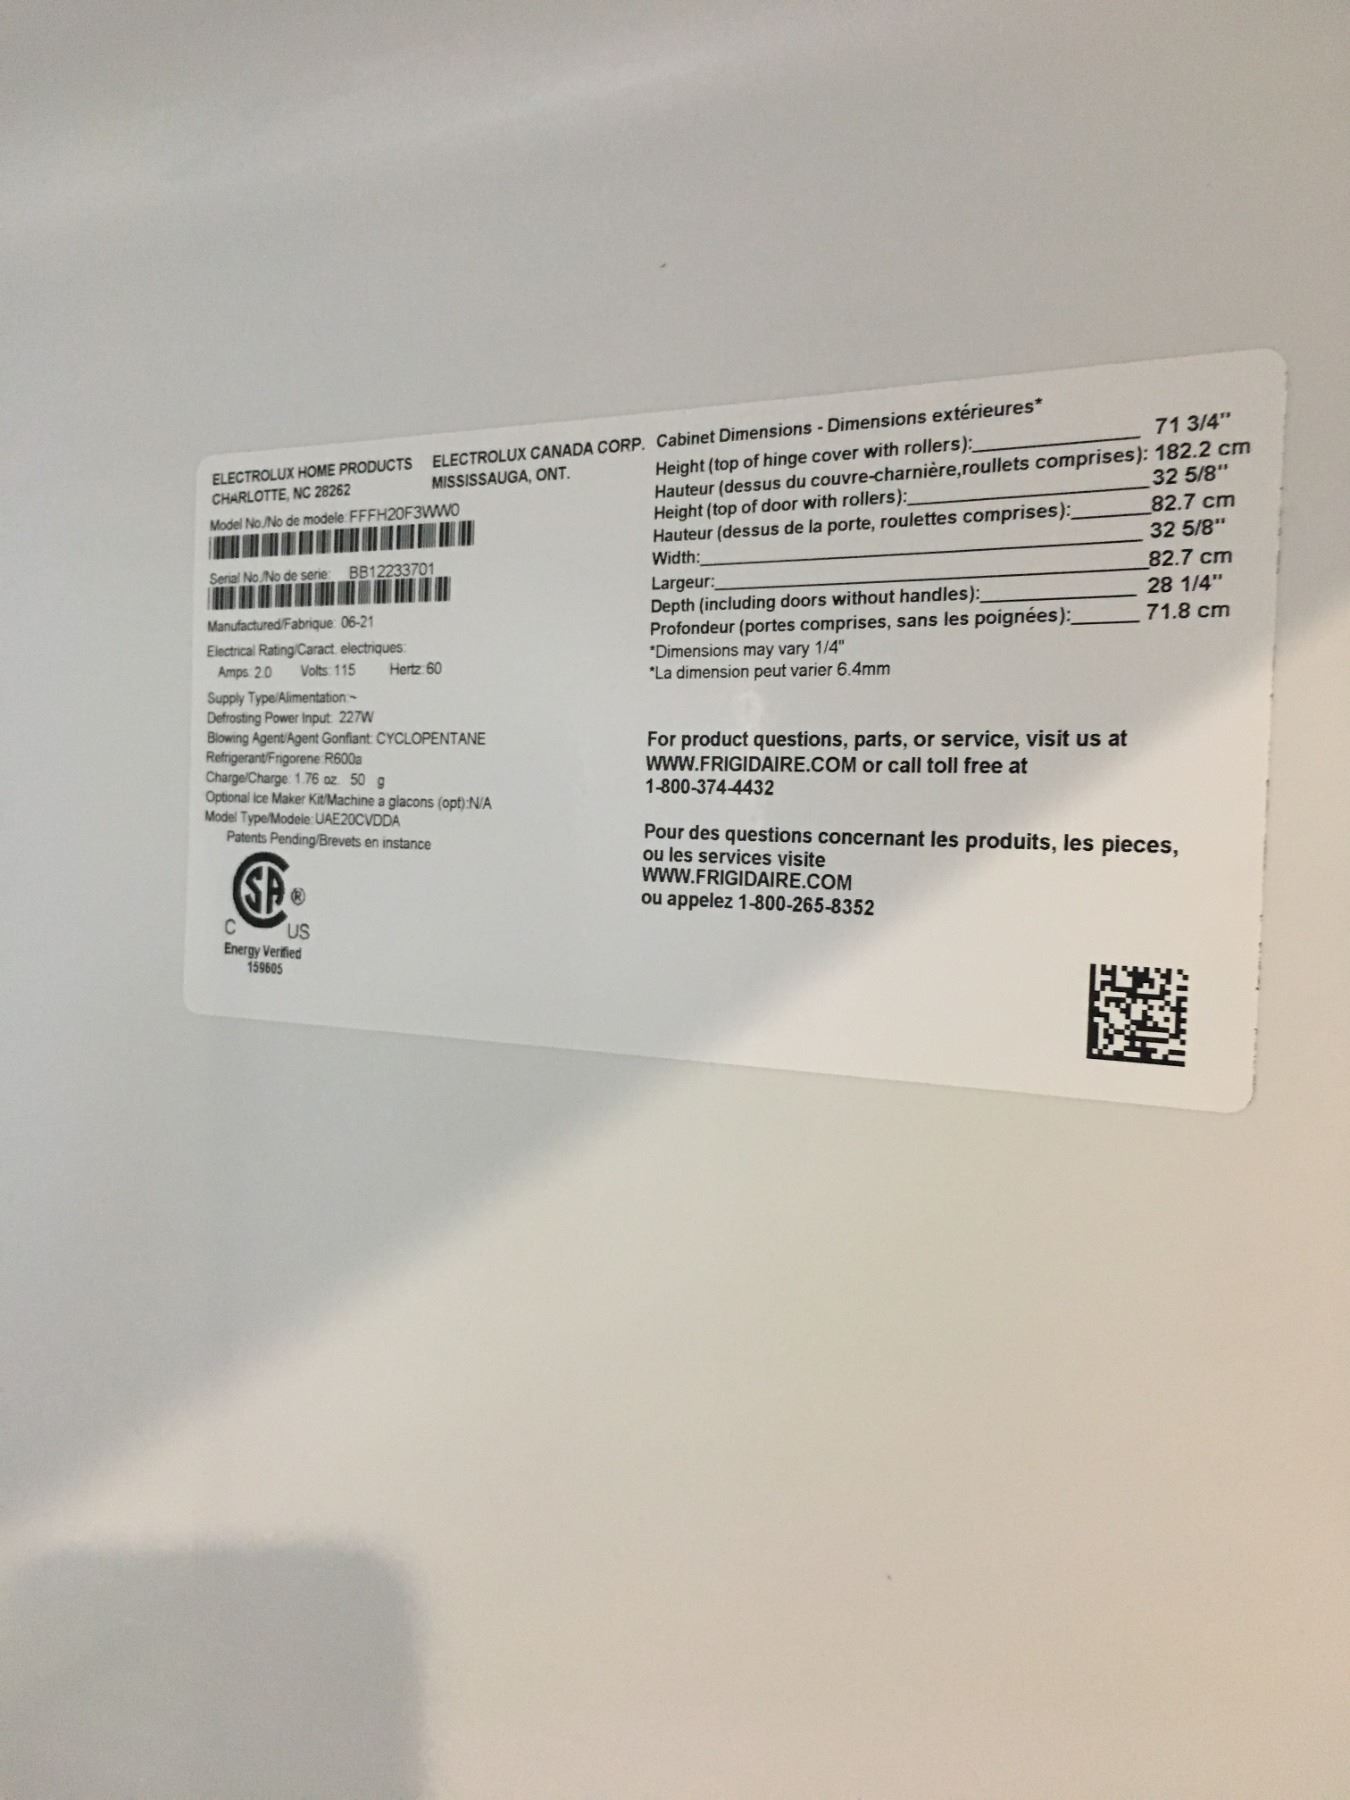 ELECTROLUX HOME PRODUCTS
CHARLOTTE, NC 28262
ELECTROLUX CANADA CORP.
MISSISSAUGA, ONT.
Model No./No de modele: FFFH20F3WW0
Serial No./No de serie: BB12233701
Manufactured/Fabrique: 06-21
Electrical Rating/Caract. electriques:
Amps: 2.0 Volts: 115 Hertz: 60
Supply Type/Alimentation:~
Defrosting Power Input: 227W
Blowing Agent/Agent Gonflant: CYCLOPENTANE
Refrigerant/Frigorene:R600a
Charge/Charge: 1.76 oz. 50 g
Optional Ice Maker Kit/Machine a glacons (opt):N/A
Model Type/Modele:UAE20CVDDA
Patents Pending/Brevets en instance
SA ®
C US
Energy Verified
159605
Cabinet Dimensions - Dimensions extérieures*
Height (top of hinge cover with rollers):_ 71 3/4"
Hauteur (dessus du couvre-charnière,roullets comprises): 182.2 cm
Height (top of door with rollers):_ 32 5/8"
Hauteur (dessus de la porte, roulettes comprises):_ 82.7 cm
Width:_ 32 5/8"
Largeur:_ 82.7 cm
Depth (including doors without handles):_ 28 1/4"
Profondeur (portes comprises, sans les poignées):_ 71.8 cm
*Dimensions may vary 1/4"
*La dimension peut varier 6.4mm
For product questions, parts, or service, visit us at
WWW.FRIGIDAIRE.COM or call toll free at
1-800-374-4432
Pour des questions concernant les produits, les pieces,
ou les services visite
WWW.FRIGIDAIRE.COM
ou appelez 1-800-265-8352